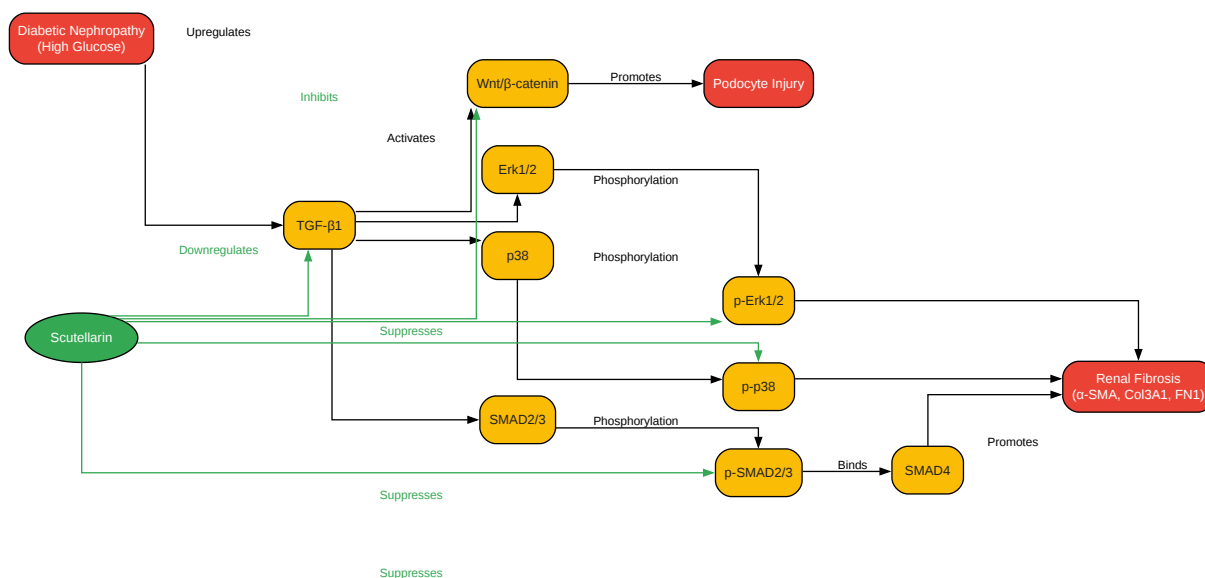 Diabetic Nephropathy
(High Glucose)
Upregulates
Wnt/β-catenin
Promotes
Podocyte Injury
Inhibits
Activates
Erk1/2
Phosphorylation
TGF-β1
Downregulates
p38
Phosphorylation
p-Erk1/2
Scutellarin
Suppresses
p-p38
Renal Fibrosis
(α-SMA, Col3A1, FN1)
SMAD2/3
Phosphorylation
Promotes
p-SMAD2/3
Binds
SMAD4
Suppresses
Suppresses